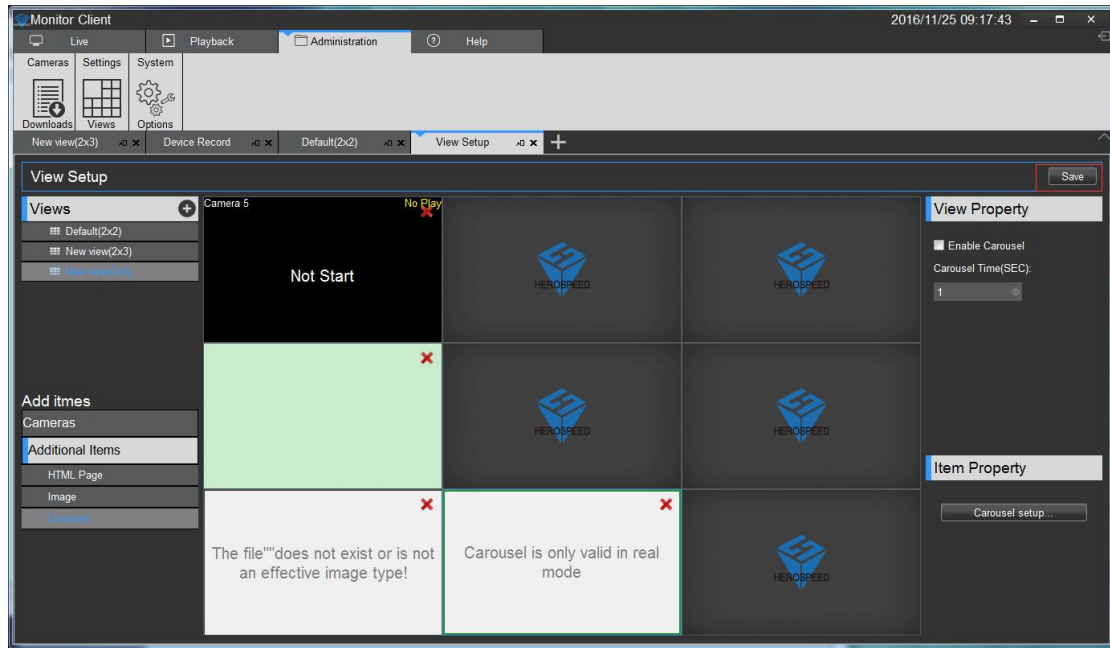 Monitor Client
2016/11/25 09:17:43
Live
Playback
Administration
Help
Cameras
Settings
System
Downloads
Views
Options
New view(2x3)
Device Record
Default(2x2)
View Setup
View Setup
Save
Views
Default(2x2)
New view(2x3)
New view(3x3)
Add itmes
Cameras
Additional Items
HTML Page
Image
Carousel
Camera 5
No Play
Not Start
HEROSPEED
HEROSPEED
HEROSPEED
HEROSPEED
The file""does not exist or is not
an effective image type!
Carousel is only valid in real
mode
HEROSPEED
View Property
Enable Carousel
Carousel Time(SEC):
1
Item Property
Carousel setup...